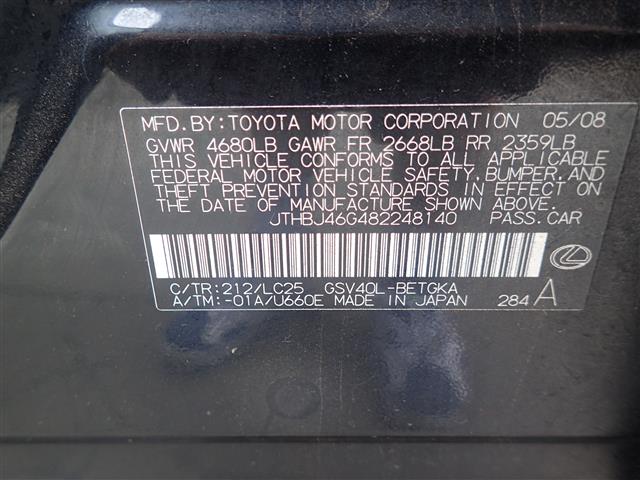 MFD. BY: TOYOTA MOTOR CORPORATION 05/08
GVWR 4680LB GAWR FR 2668LB RR 2359LB
THIS VEHICLE CONFORMS TO ALL APPLICABLE
FEDERAL MOTOR VEHICLE SAFETY, BUMPER, AND
THEFT PREVENTION STANDARDS IN EFFECT ON
THE DATE OF MANUFACTURE SHOWN ABOVE.
JTHBJ46G482248140 PASS. CAR
C/TR: 212/LC25 GSV40L-BETGKA
A/TM: -01A/U660E MADE IN JAPAN 284 A